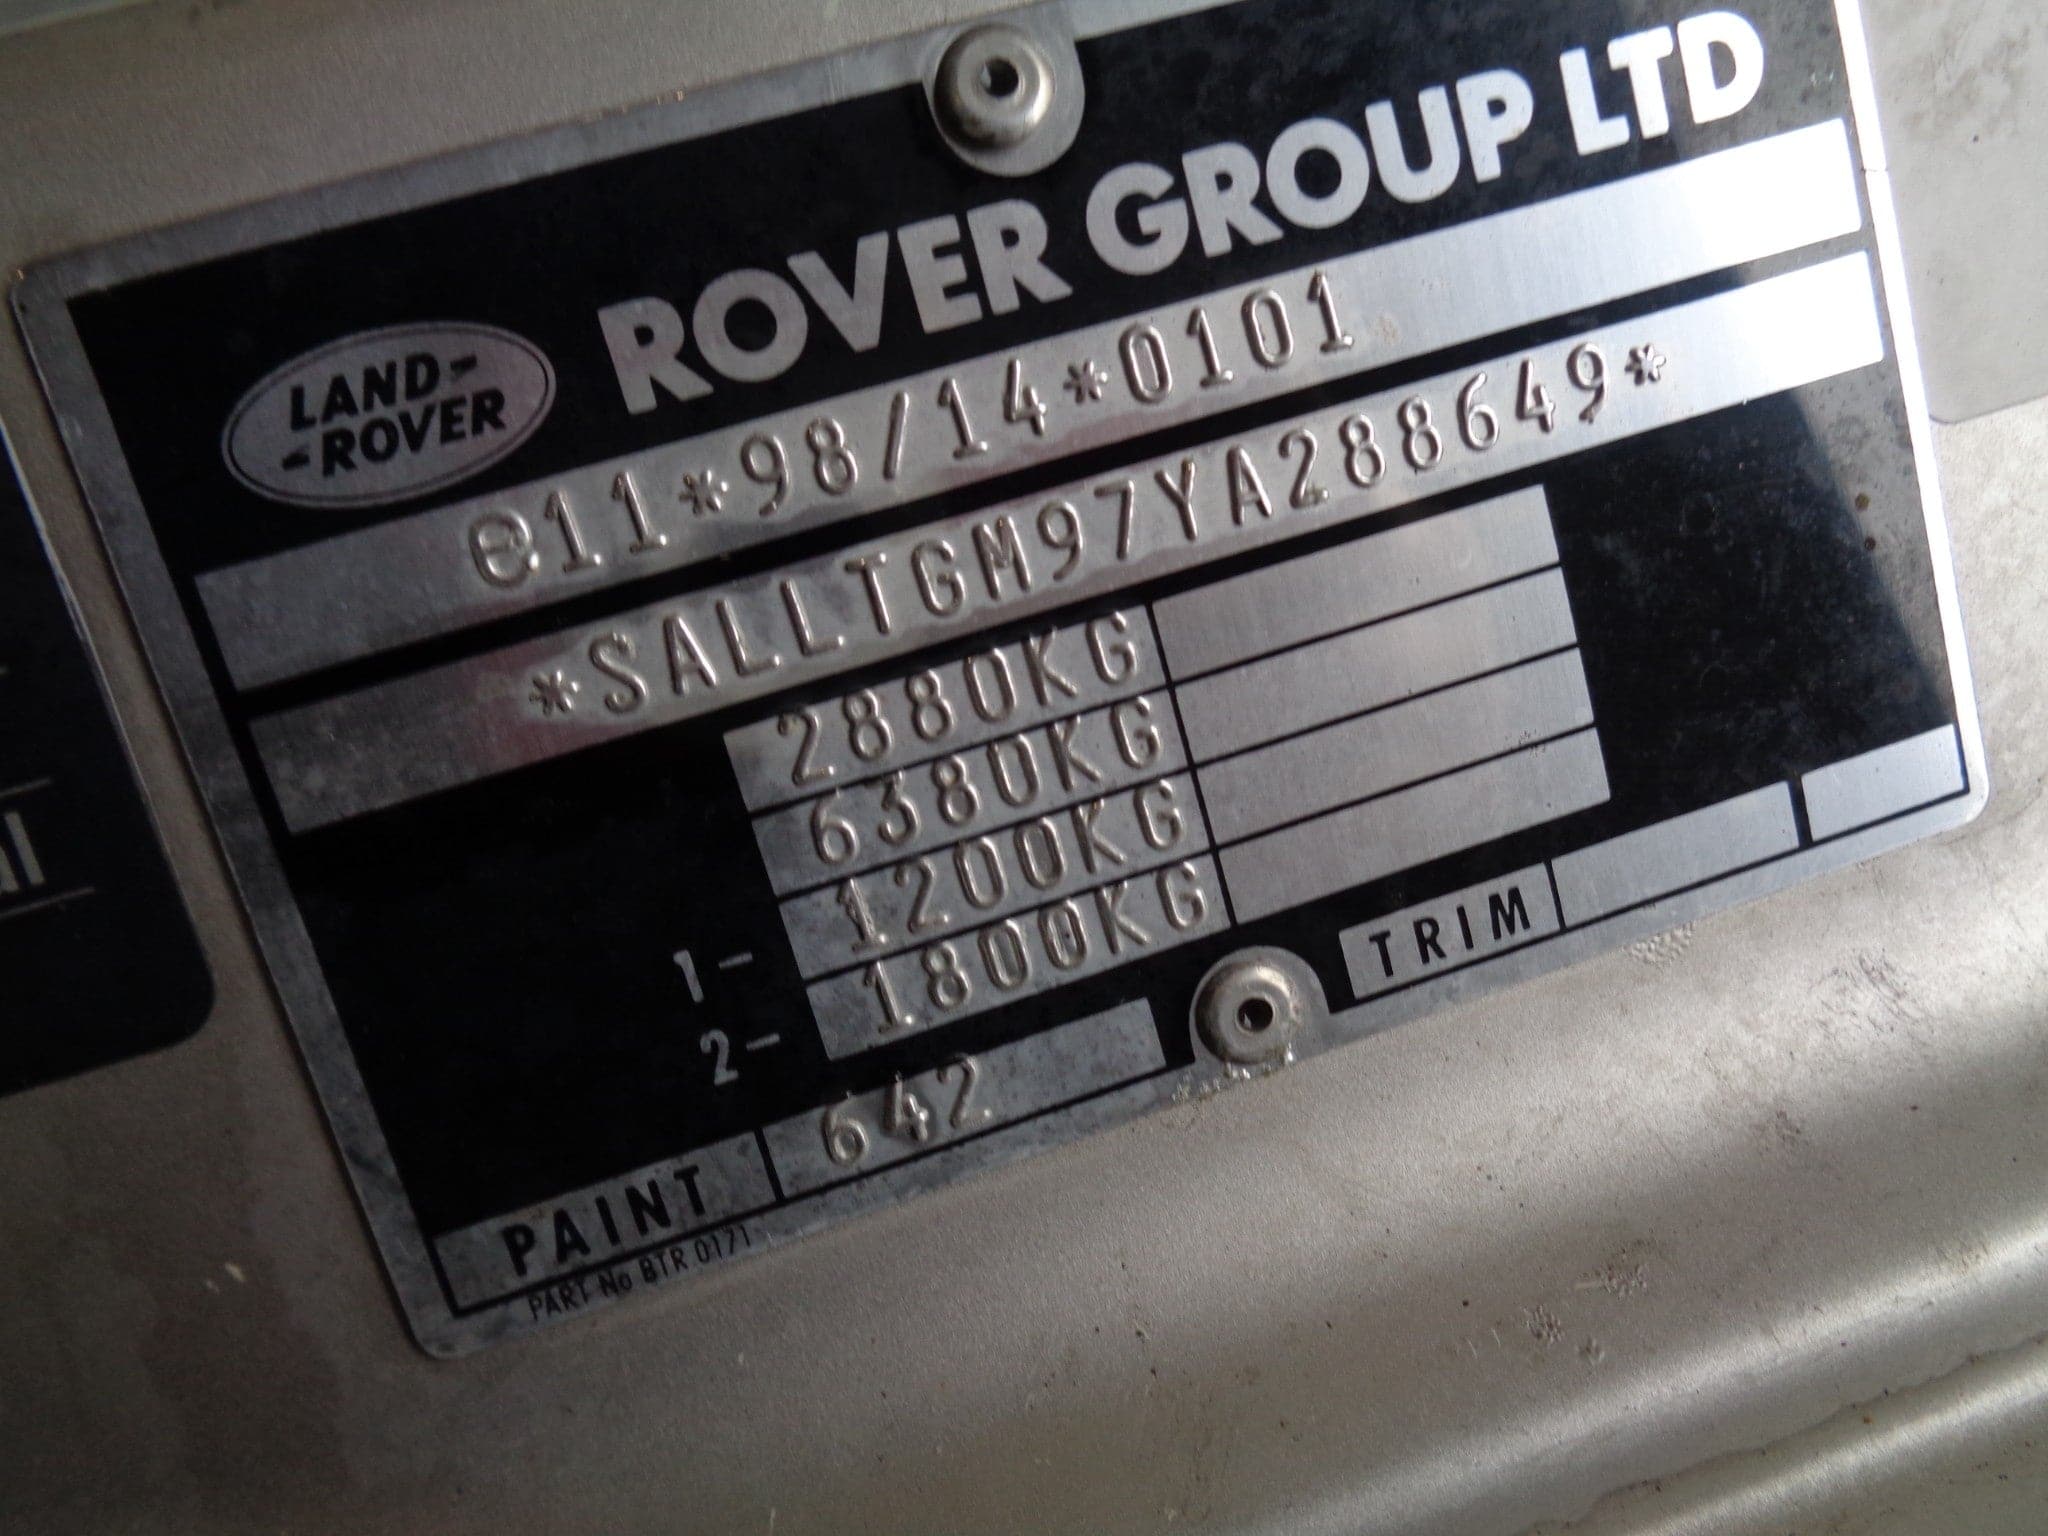 ROVER GROUP LTD
LAND-
-ROVER
e11*98/14*0101
*SALLTGM97YA288649*
2880KG
6380KG
1- 1200KG
2- 1800KG
PAINT 642
TRIM
PART No BTR 0171